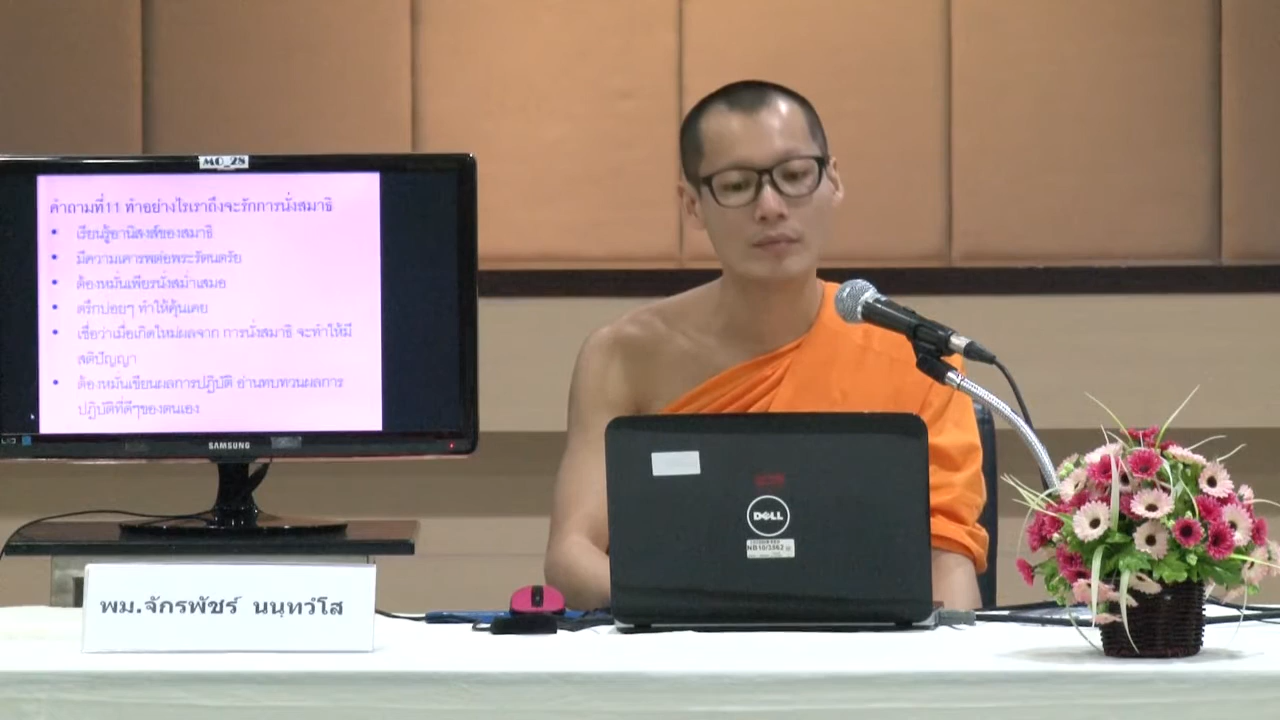 MO_28
คำถามที่11 ทำอย่างไรเราถึงจะรักการนั่งสมาธิ
• เรียนรู้อานิสงส์ของสมาธิ
• มีความเคารพต่อพระรัตนตรัย
• ต้องหมั่นเพียรนั่งสม่ำเสมอ
• ตรึกบ่อยๆ ทำให้คุ้นเคย
• เชื่อว่าเมื่อเกิดใหม่ผลจาก การนั่งสมาธิ จะทำให้มี
สติปัญญา
• ต้องหมั่นเขียนผลการปฏิบัติ อ่านทบทวนผลการ
ปฏิบัติที่ดีๆของตนเอง
SAMSUNG
พม.จักรพัชร์ นนฺทวํโส
DELL
NB10/2562